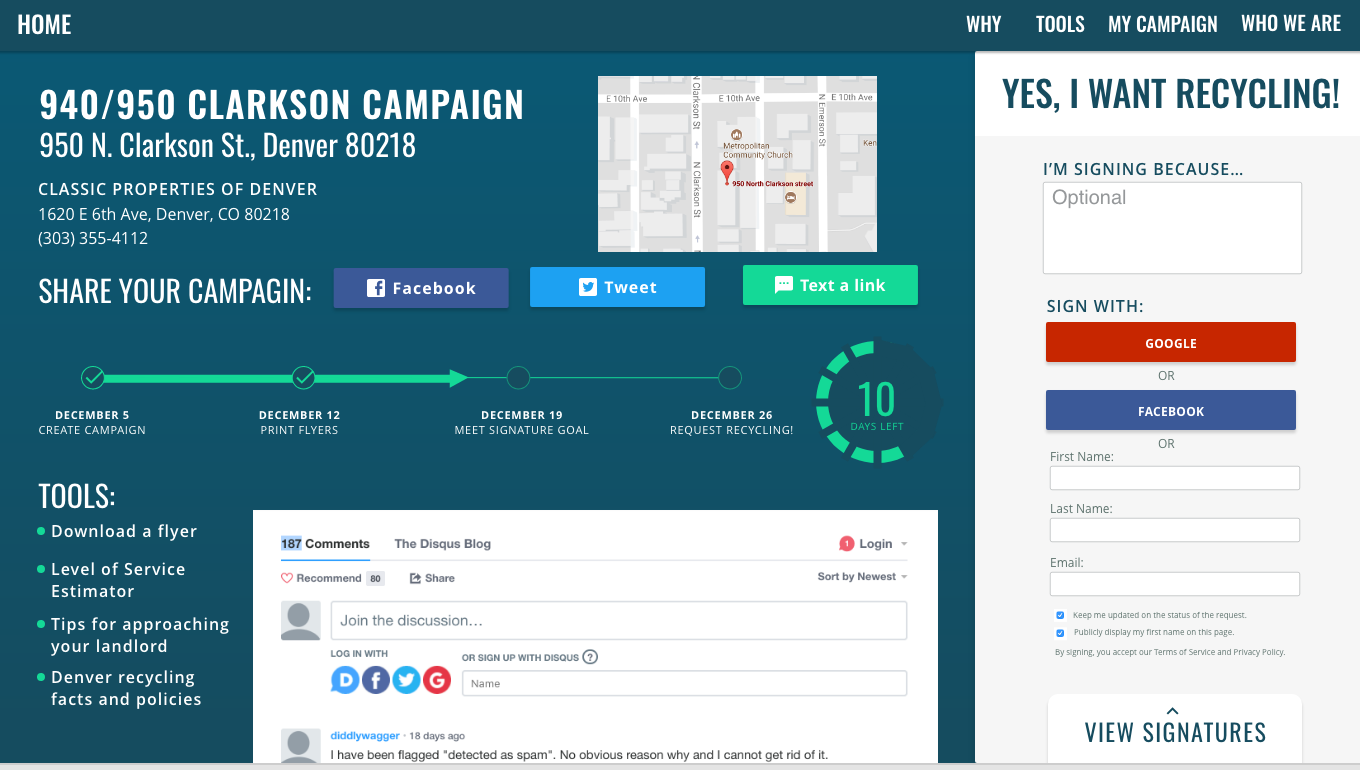 HOME
WHY
TOOLS
MY CAMPAIGN
WHO WE ARE
940/950 CLARKSON CAMPAIGN
950 N. Clarkson St., Denver 80218
CLASSIC PROPERTIES OF DENVER
1620 E 6th Ave, Denver, CO 80218
(303) 355-4112
E 10th Ave
E 10th Ave
E 10th Ave
N Clarkson St
N Clarkson St
N Emerson St
Metropolitan
Community Church
Ken
950 North Clarkson street
SHARE YOUR CAMPAGIN:
Facebook
Tweet
Text a link
DECEMBER 5
CREATE CAMPAIGN
DECEMBER 12
PRINT FLYERS
DECEMBER 19
MEET SIGNATURE GOAL
DECEMBER 26
REQUEST RECYCLING!
10
DAYS LEFT
TOOLS:
Download a flyer
Level of Service
Estimator
Tips for approaching
your landlord
Denver recycling
facts and policies
187 Comments
The Disqus Blog
1
Login
Recommend 80
Share
Sort by Newest
Join the discussion…
LOG IN WITH
OR SIGN UP WITH DISQUS ?
Name
diddlywagger · 18 days ago
I have been flagged "detected as spam". No obvious reason why and I cannot get rid of it.
YES, I WANT RECYCLING!
I'M SIGNING BECAUSE…
Optional
SIGN WITH:
GOOGLE
OR
FACEBOOK
OR
First Name:
Last Name:
Email:
Keep me updated on the status of the request.
Publicly display my first name on this page.
By signing, you accept our Terms of Service and Privacy Policy.
VIEW SIGNATURES